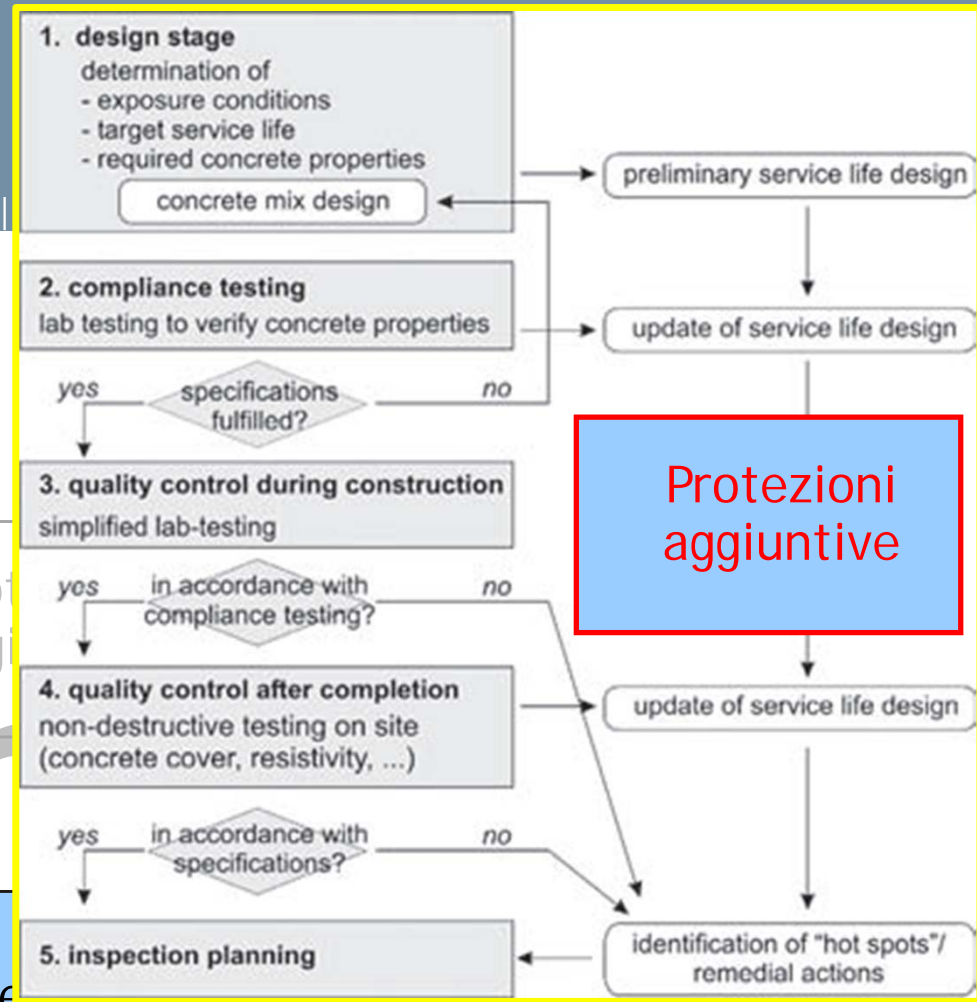 1. design stage
determination of
- exposure conditions
- target service life
- required concrete properties
concrete mix design
preliminary service life design
2. compliance testing
lab testing to verify concrete properties
update of service life design
yes
specifications
fulfilled?
no
3. quality control during construction
simplified lab-testing
Protezioni
aggiuntive
yes
in accordance with
compliance testing?
no
4. quality control after completion
non-destructive testing on site
(concrete cover, resistivity, ...)
update of service life design
yes
in accordance with
specifications?
no
5. inspection planning
identification of "hot spots"/
remedial actions